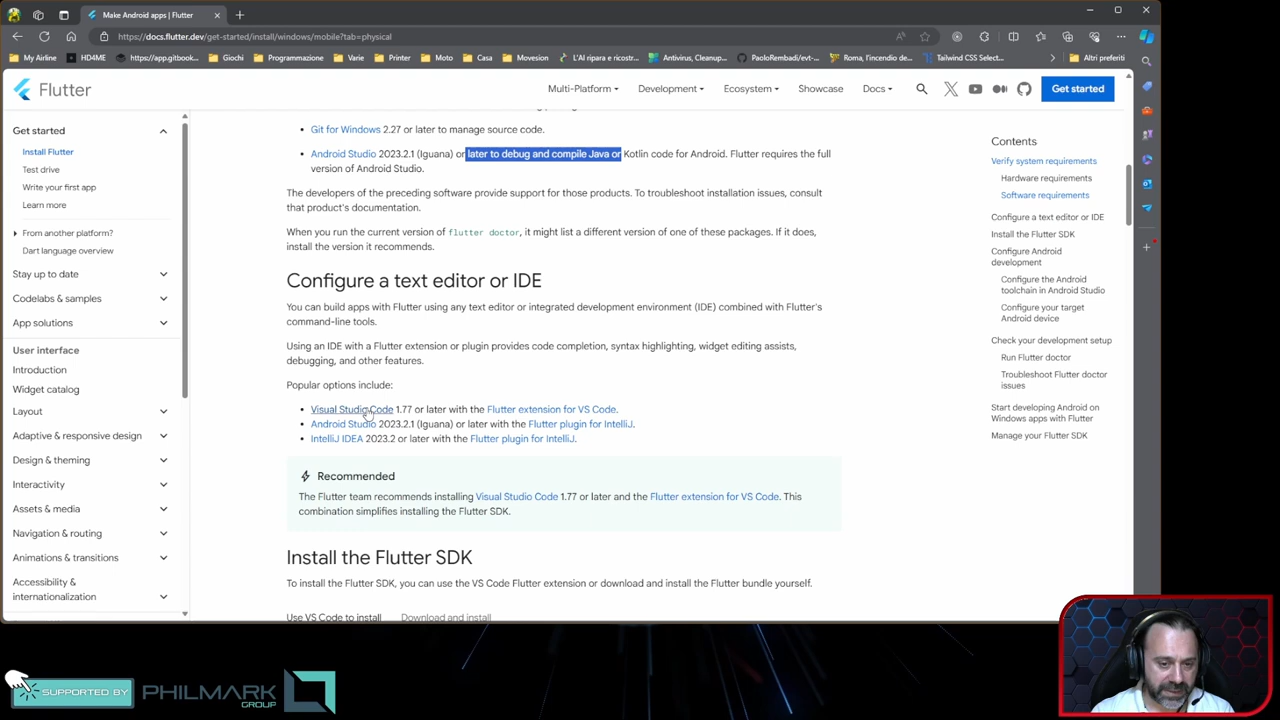 Make Android apps | Flutter
https://docs.flutter.dev/get-started/install/windows/mobile?tab=physical
My Airline
HD4ME
https://app.gitbook...
Giochi
Programmazione
Varie
Moto
Casa
Movesion
L'AI ripara e ricostr...
Antivirus, Cleanup...
PaoloRembadi/evt-...
Roma, l'incendio de...
Tailwind CSS Gra...
Altri preferiti
Flutter
Multi-Platform
Development
Ecosystem
Showcase
Docs
Get started
Get started
Install Flutter
Test drive
Write your first app
Learn more
From another platform?
Dart language overview
Stay up to date
Codelabs & samples
App solutions
User interface
Introduction
Widget catalog
Layout
Adaptive & responsive design
Design & theming
Interactivity
Assets & media
Navigation & routing
Animations & transitions
Accessibility &
internationalization
Git for Windows 2.27 or later to manage source code.
Android Studio 2023.2.1 (Iguana) or later to debug and compile Java or Kotlin code for Android. Flutter requires the full
version of Android Studio.
The developers of the preceding software provide support for those products. To troubleshoot installation issues, consult
that product's documentation.
When you run the current version of flutter doctor, it might list a different version of one of these packages. If it does,
install the version it recommends.
Configure a text editor or IDE
You can build apps with Flutter using any text editor or integrated development environment (IDE) combined with Flutter's
command-line tools.
Using an IDE with a Flutter extension or plugin provides code completion, syntax highlighting, widget editing assists,
debugging, and other features.
Popular options include:
Visual Studio Code 1.77 or later with the Flutter extension for VS Code.
Android Studio 2023.2.1 (Iguana) or later with the Flutter plugin for IntelliJ.
IntelliJ IDEA 2023.2 or later with the Flutter plugin for IntelliJ.
Recommended
The Flutter team recommends installing Visual Studio Code 1.77 or later and the Flutter extension for VS Code. This
combination simplifies installing the Flutter SDK.
Install the Flutter SDK
To install the Flutter SDK, you can use the VS Code Flutter extension or download and install the Flutter bundle yourself.
Use VS Code to install
Download and install
Contents
Verify system requirements
Hardware requirements
Software requirements
Configure a text editor or IDE
Install the Flutter SDK
Configure Android
development
Configure the Android
toolchain in Android Studio
Configure your target
Android device
Check your development setup
Run Flutter doctor
Troubleshoot Flutter doctor
issues
Start developing Android on
Windows apps with Flutter
Manage your Flutter SDK
SUPPORTED BY
PHILMARK
GROUP